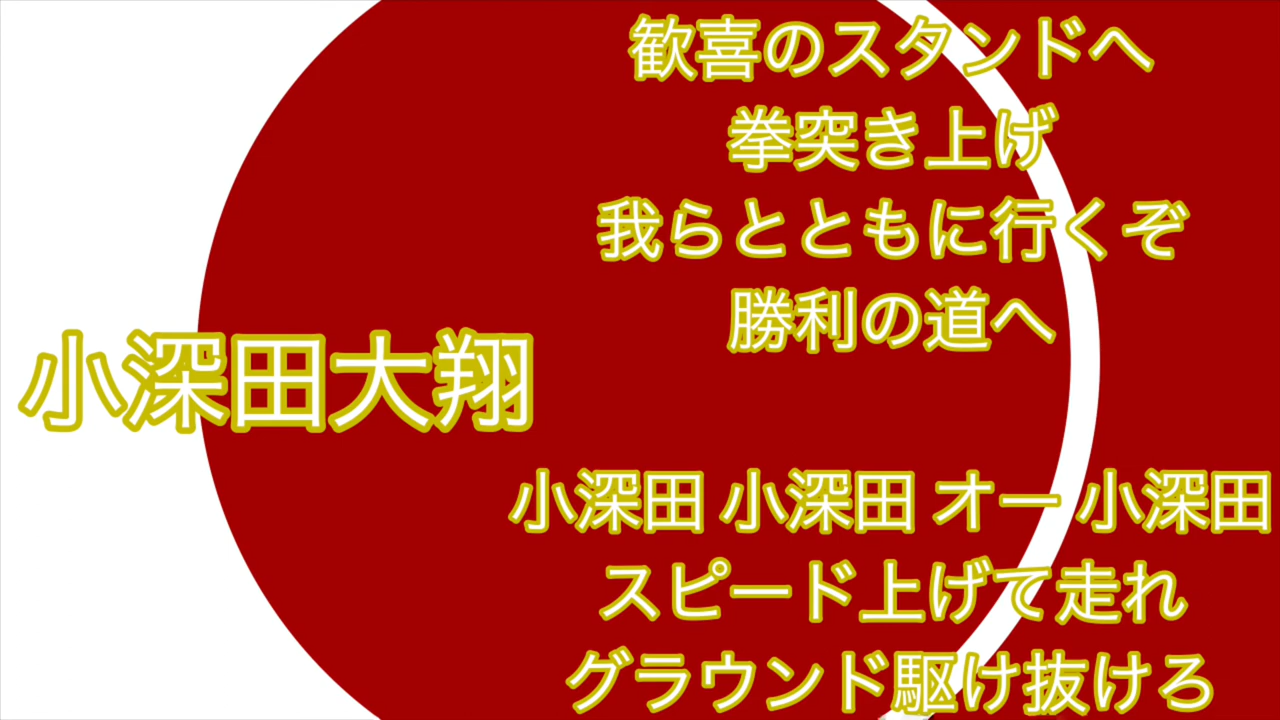 小深田大翔
歓喜のスタンドへ
拳突き上げ
我らとともに行くぞ
勝利の道へ
小深田 小深田 オー 小深田
スピード上げて走れ
グラウンド駆け抜けろ